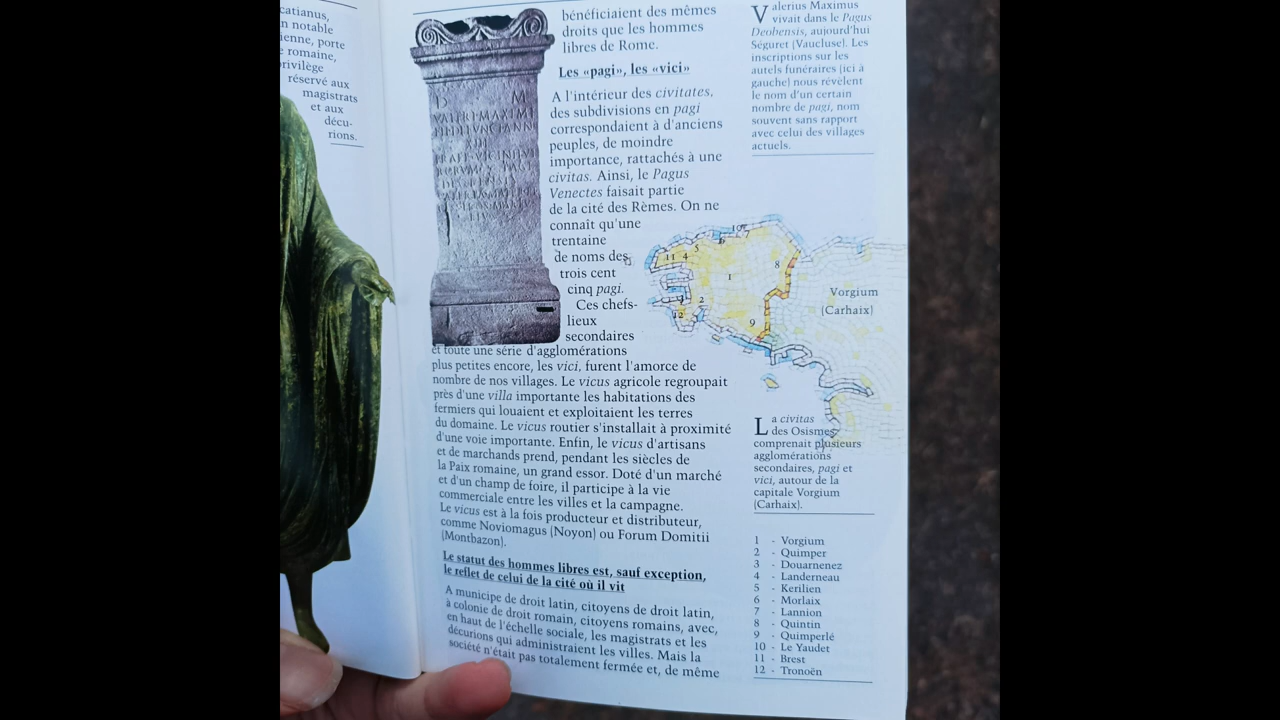 catianus,
n notable
ienne, porte
e romaine,
rivilège
réservé aux
magistrats
et aux
décu-
rions.
bénéficiaient des mêmes
droits que les hommes
libres de Rome.
Les «pagi», les «vici»
A l'intérieur des civitates,
des subdivisions en pagi
correspondaient à d'anciens
peuples, de moindre
importance, rattachés à une
civitas. Ainsi, le Pagus
Venectes faisait partie
de la cité des Rèmes. On ne
connaît qu'une
trentaine
de noms des
trois cent
cinq pagi.
Ces chefs-
lieux
secondaires
et toute une série d'agglomérations
plus petites encore, les vici, furent l'amorce de
nombre de nos villages. Le vicus agricole regroupait
près d'une villa importante les habitations des
fermiers qui louaient et exploitaient les terres
du domaine. Le vicus routier s'installait à proximité
d'une voie importante. Enfin, le vicus d'artisans
et de marchands prend, pendant les siècles de
la Paix romaine, un grand essor. Doté d'un marché
et d'un champ de foire, il participe à la vie
commerciale entre les villes et la campagne.
Le vicus est à la fois producteur et distributeur,
comme Noviomagus (Noyon) ou Forum Domitii
(Montbazon).
Le statut des hommes libres est, sauf exception,
le reflet de celui de la cité où il vit
A municipe de droit latin, citoyens de droit latin,
à colonie de droit romain, citoyens romains, avec,
en haut de l'échelle sociale, les magistrats et les
décurions qui administraient les villes. Mais la
société n'était pas totalement fermée et, de même
D M
VALERI MAXIMI
Valerius Maximus
vivait dans le Pagus
Deobensis, aujourd'hui
Séguret (Vaucluse). Les
inscriptions sur les
autels funéraires (ici à
gauche) nous révèlent
le nom d'un certain
nombre de pagi, nom
souvent sans rapport
avec celui des villages
actuels.
10
7
6
5
11 4
8
1
3
2
12
9
Vorgium
(Carhaix)
La civitas
des Osismes
comprenait plusieurs
agglomérations
secondaires, pagi et
vici, autour de la
capitale Vorgium
(Carhaix).
1 - Vorgium
2 - Quimper
3 - Douarnenez
4 - Landerneau
5 - Kerilien
6 - Morlaix
7 - Lannion
8 - Quintin
9 - Quimperlé
10 - Le Yaudet
11 - Brest
12 - Tronoën